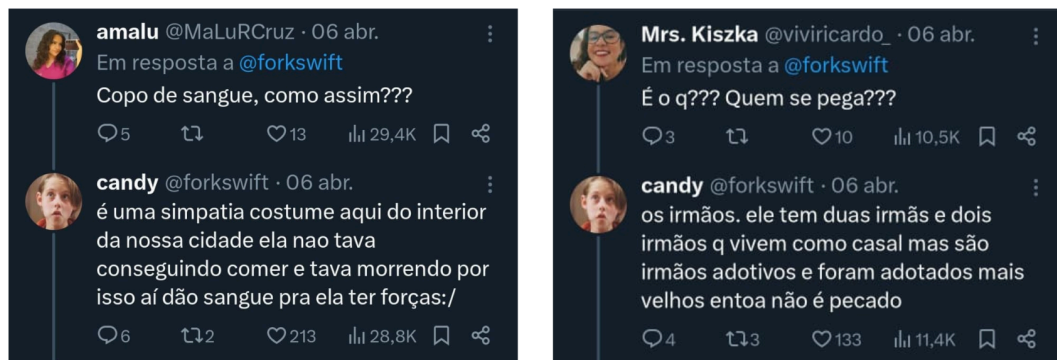 amalu @MaLuRCruz · 06 abr.
Em resposta a @forkswift
Copo de sangue, como assim???
5 13 29,4K
candy @forkswift · 06 abr.
é uma simpatia costume aqui do interior
da nossa cidade ela nao tava
conseguindo comer e tava morrendo por
isso aí dão sangue pra ela ter forças:/
6 2 213 28,8K
Mrs. Kiszka @viviricardo_ · 06 abr.
Em resposta a @forkswift
É o q??? Quem se pega???
3 10 10,5K
candy @forkswift · 06 abr.
os irmãos. ele tem duas irmãs e dois
irmãos q vivem como casal mas são
irmãos adotivos e foram adotados mais
velhos entoa não é pecado
4 3 133 11,4K